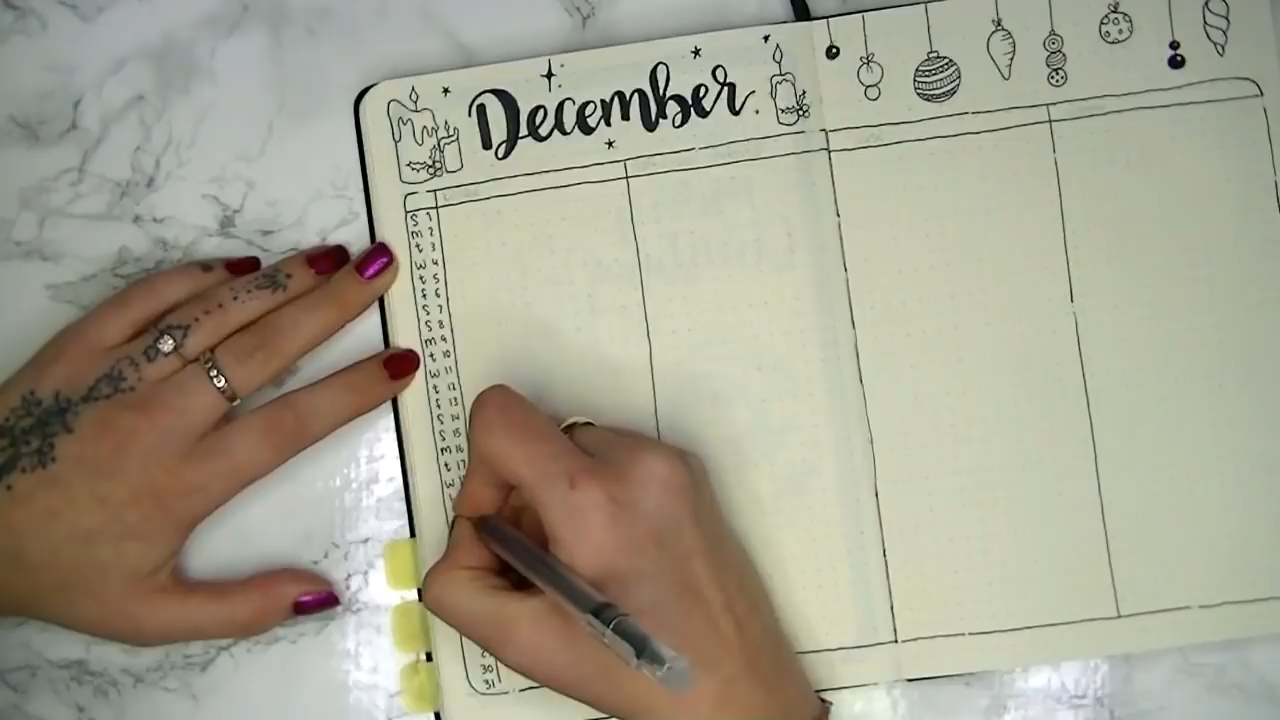 December
S 1
m 2
t 3
w 4
t 5
f 6
S 7
S 8
m 9
t 10
w 11
t 12
f 13
S 14
S 15
m 16
t 17
w
30
31